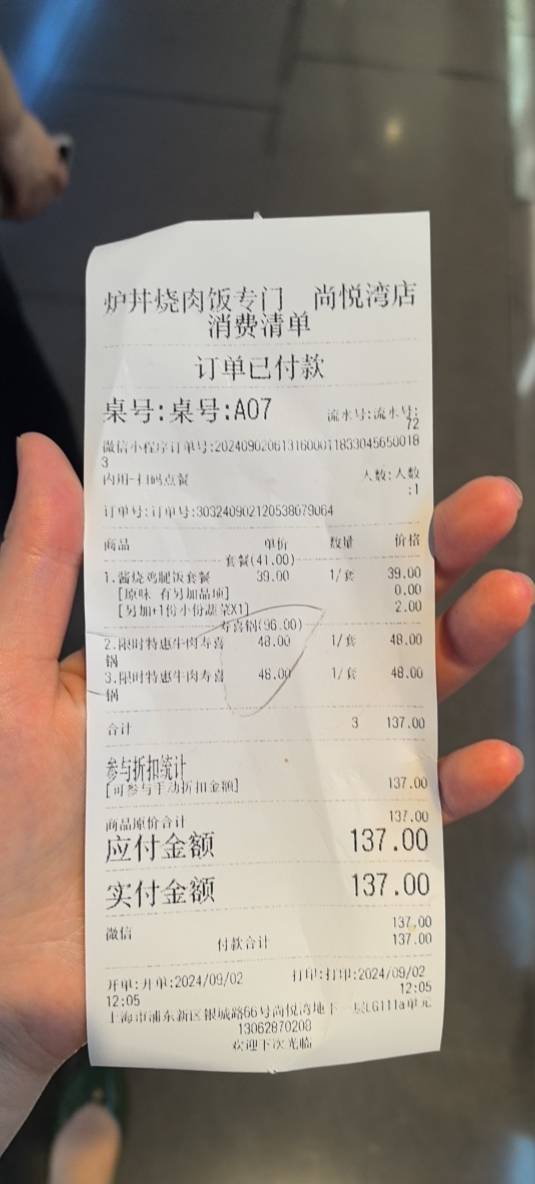 炉丼烧肉饭专门 尚悦湾店
消费清单
订单已付款
桌号:桌号:A07 流水号:流水号:
72
微信小程序订单号:2024090206131600011833045650018
3
内用-扫码点餐 人数:人数
:1
订单号:订单号:303240902120538679064
商品 单价 数量 价格
套餐(41.00)
1.酱烧鸡腿饭套餐 39.00 1/套 39.00
[原味 有另加品项] 0.00
[另加+1份小份蔬菜X1] 2.00
寿喜锅(96.00)
2.限时特惠牛肉寿喜 48.00 1/套 48.00
锅
3.限时特惠牛肉寿喜 48.00 1/套 48.00
锅
合计 3 137.00
参与折扣统计
[可参与手动折扣金额] 137.00
商品原价合计 137.00
应付金额 137.00
实付金额 137.00
微信 137.00
付款合计 137.00
开单:开单:2024/09/02 打印:打印:2024/09/02
12:05 12:05
上海市浦东新区银城路66号尚悦湾地下一层LG111a单元
13062870208
欢迎下次光临